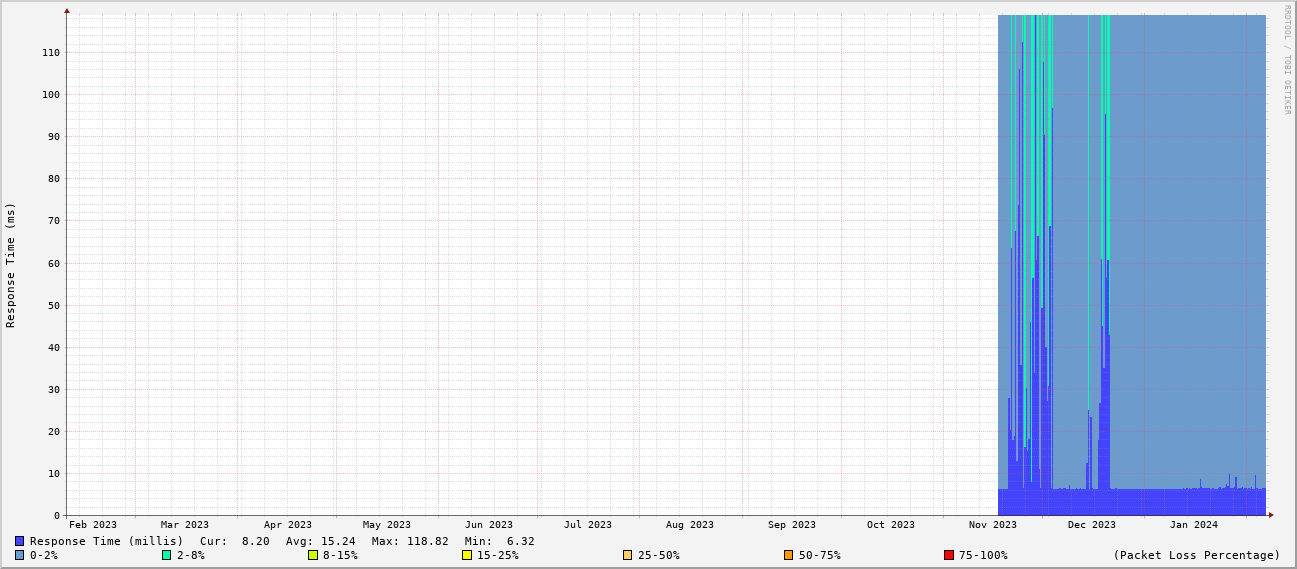 RRDTOOL / TOBI OETIKER
Response Time (ms)
110
100
90
80
70
60
50
40
30
20
10
0
Feb 2023 Mar 2023 Apr 2023 May 2023 Jun 2023 Jul 2023 Aug 2023 Sep 2023 Oct 2023 Nov 2023 Dec 2023 Jan 2024
Response Time (millis) Cur: 8.20 Avg: 15.24 Max: 118.82 Min: 6.32
0-2% 2-8% 8-15% 15-25% 25-50% 50-75% 75-100% (Packet Loss Percentage)